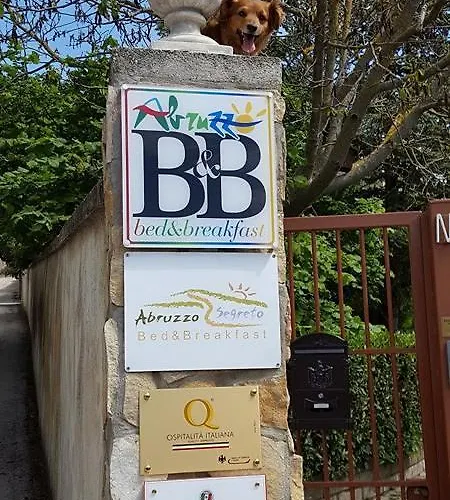 Abruzzo
B&B
bed&breakfast
Abruzzo Segreto
Bed&Breakfast
Q
OSPITALITÀ ITALIANA
N